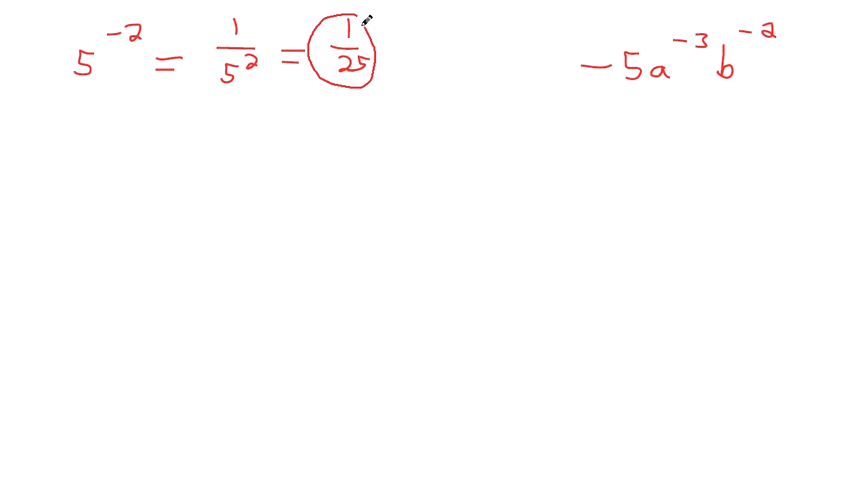 5^-2 = 1/5^2 = 1/25
-5a^-3 b^-2